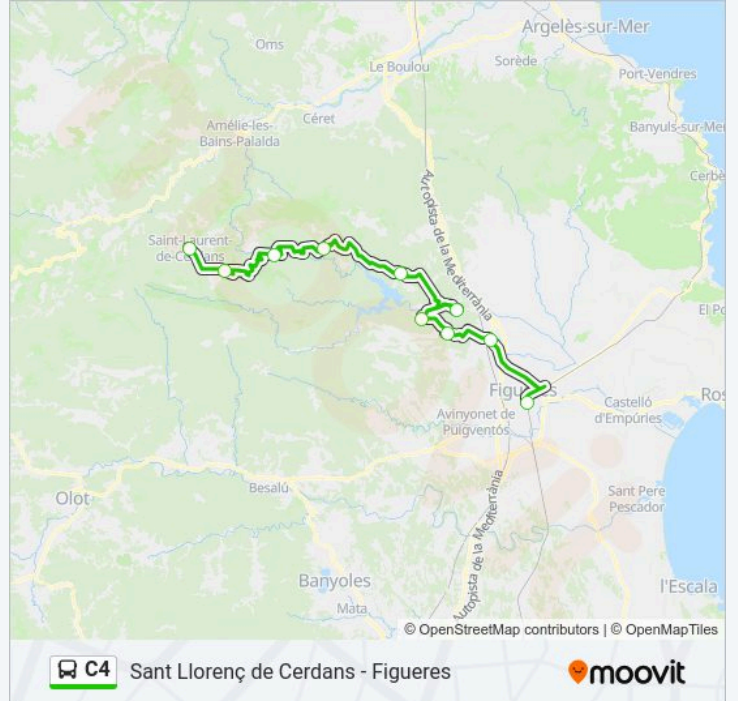 Argelès-sur-Mer
Oms
Le Boulou
Sorède
Port-Vendres
Céret
Amélie-les-
Bains-Palalda
Banyuls-sur-Mer
Autopista de la Mediterrània
Cerbè
Saint-Laurent-
de-Cerdans
El Po
Figueres
Castelló
d'Empúries
Ros
Avinyonet de
Puigventós
Besalú
Olot
Sant Pere
Pescador
Autopista de la Mediterrània
Banyoles
l'Escala
Mata
© OpenStreetMap contributors | © OpenMapTiles
C4 Sant Llorenç de Cerdans - Figueres
moovit